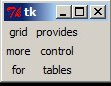 tk
grid provides
more control
for tables